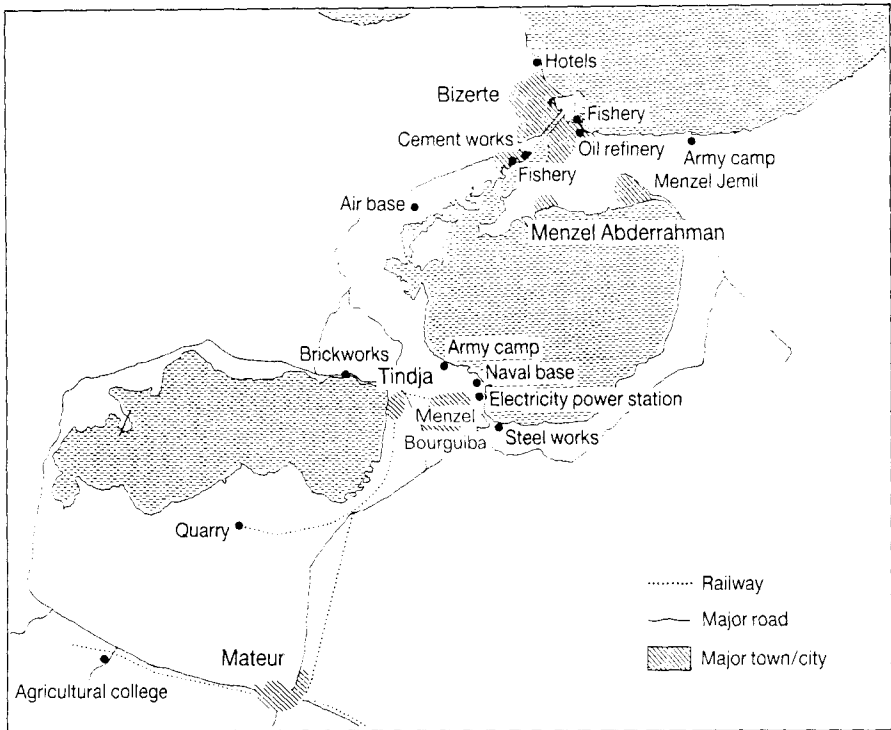 Hotels
Bizerte
Fishery
Cement works
Oil refinery
Fishery
Army camp
Menzel Jemil
Air base
Menzel Abderrahman
Army camp
Brickworks
Tindja
Naval base
Electricity power station
Menzel
Bourguiba
Steel works
Quarry
Railway
Major road
Mateur
Major town/city
Agricultural college